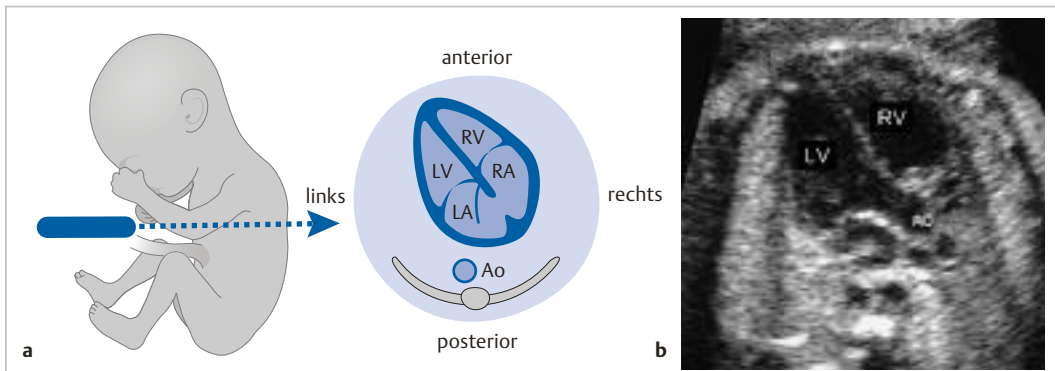 anterior
links
rechts
RV
LV
RA
LA
Ao
posterior
a
RV
LV
AO
b